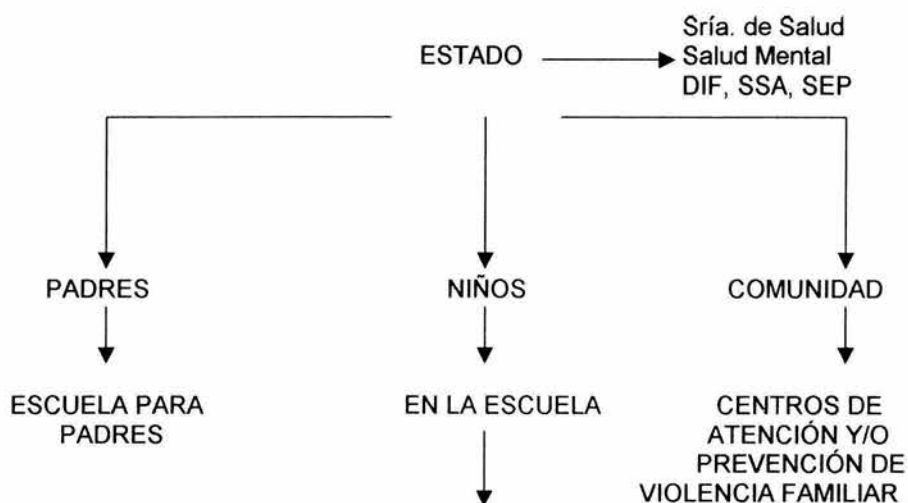 Sría. de Salud
ESTADO Salud Mental
DIF, SSA, SEP
PADRES NIÑOS COMUNIDAD
ESCUELA PARA
PADRES
EN LA ESCUELA
CENTROS DE
ATENCIÓN Y/O
PREVENCIÓN DE
VIOLENCIA FAMILIAR